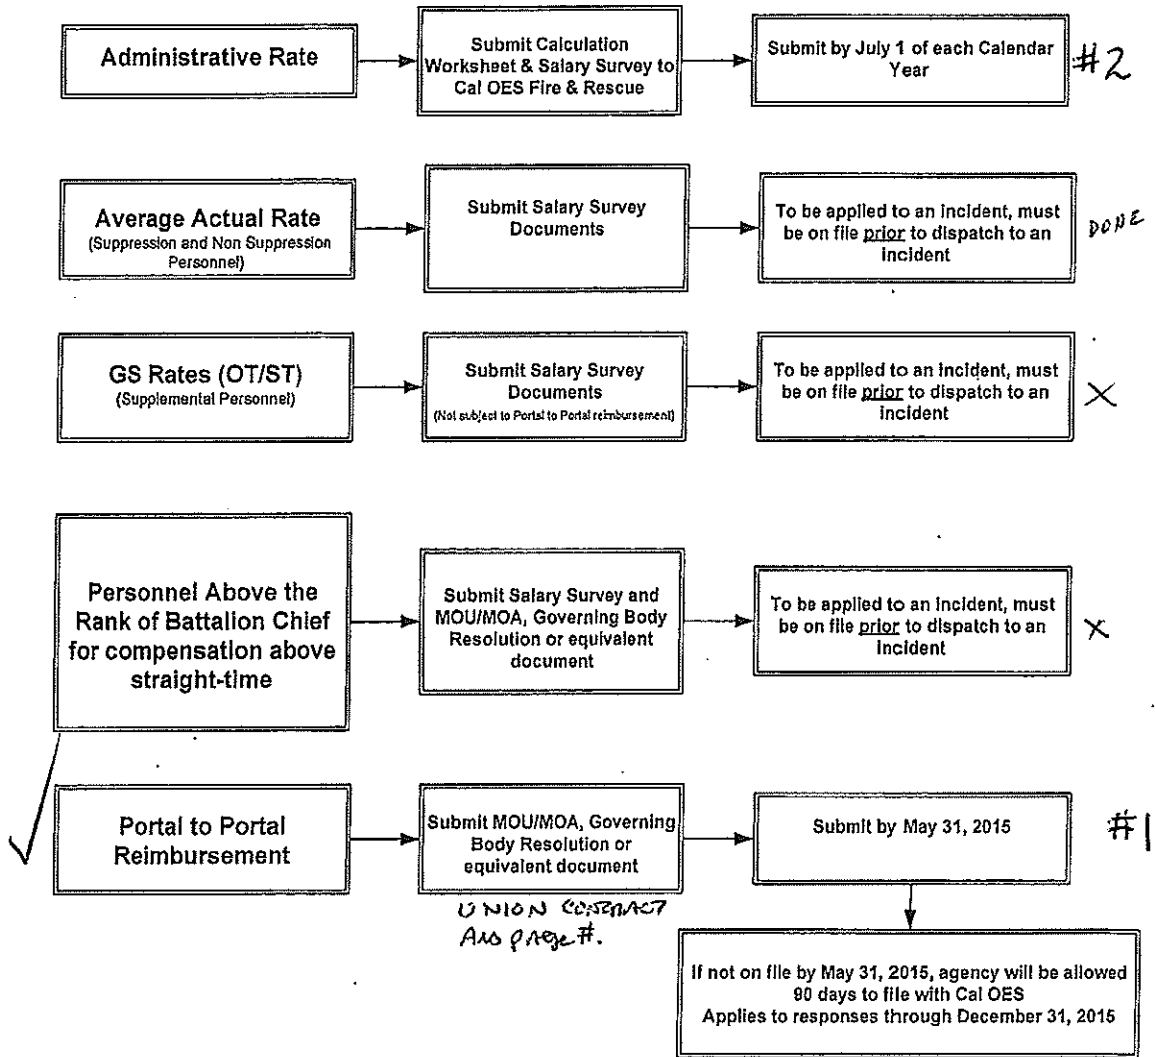 Administrative Rate
Submit Calculation
Worksheet & Salary Survey to
Cal OES Fire & Rescue
Submit by July 1 of each Calendar
Year
#2
Average Actual Rate
(Suppression and Non Suppression
Personnel)
Submit Salary Survey
Documents
To be applied to an incident, must
be on file prior to dispatch to an
incident
DONE
GS Rates (OT/ST)
(Supplemental Personnel)
Submit Salary Survey
Documents
(Not subject to Portal to Portal reimbursement)
To be applied to an incident, must
be on file prior to dispatch to an
incident
X
Personnel Above the
Rank of Battalion Chief
for compensation above
straight-time
Submit Salary Survey and
MOU/MOA, Governing Body
Resolution or equivalent
document
To be applied to an incident, must
be on file prior to dispatch to an
incident
X
Portal to Portal
Reimbursement
Submit MOU/MOA, Governing
Body Resolution or
equivalent document
Submit by May 31, 2015
#1
UNION CONTRACT
AND page #.
If not on file by May 31, 2015, agency will be allowed
90 days to file with Cal OES
Applies to responses through December 31, 2015